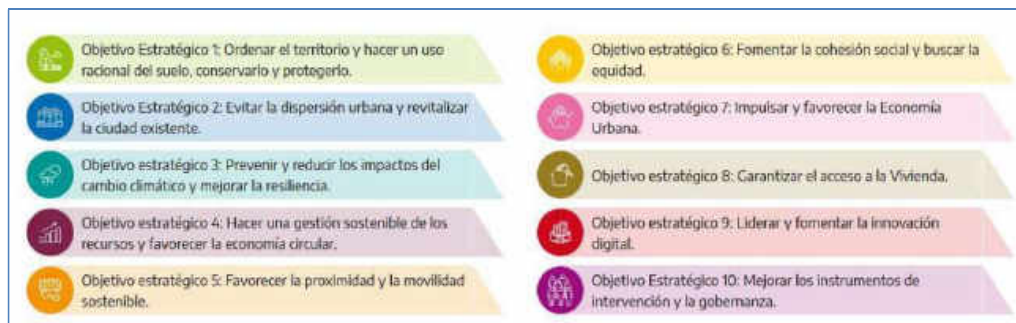 Objetivo Estratégico 1: Ordenar el territorio y hacer un uso
racional del suelo, conservarlo y protegerlo.
Objetivo Estratégico 2: Evitar la dispersión urbana y revitalizar
la ciudad existente.
Objetivo estratégico 3: Prevenir y reducir los impactos del
cambio climático y mejorar la resiliencia.
Objetivo estratégico 4: Hacer una gestión sostenible de los
recursos y favorecer la economía circular.
Objetivo estratégico 5: Favorecer la proximidad y la movilidad
sostenible.
Objetivo estratégico 6: Fomentar la cohesión social y buscar la
equidad.
Objetivo estratégico 7: Impulsar y favorecer la Economía
Urbana.
Objetivo estratégico 8: Garantizar el acceso a la Vivienda.
Objetivo estratégico 9: Liderar y fomentar la innovación
digital.
Objetivo Estratégico 10: Mejorar los instrumentos de
intervención y la gobernanza.